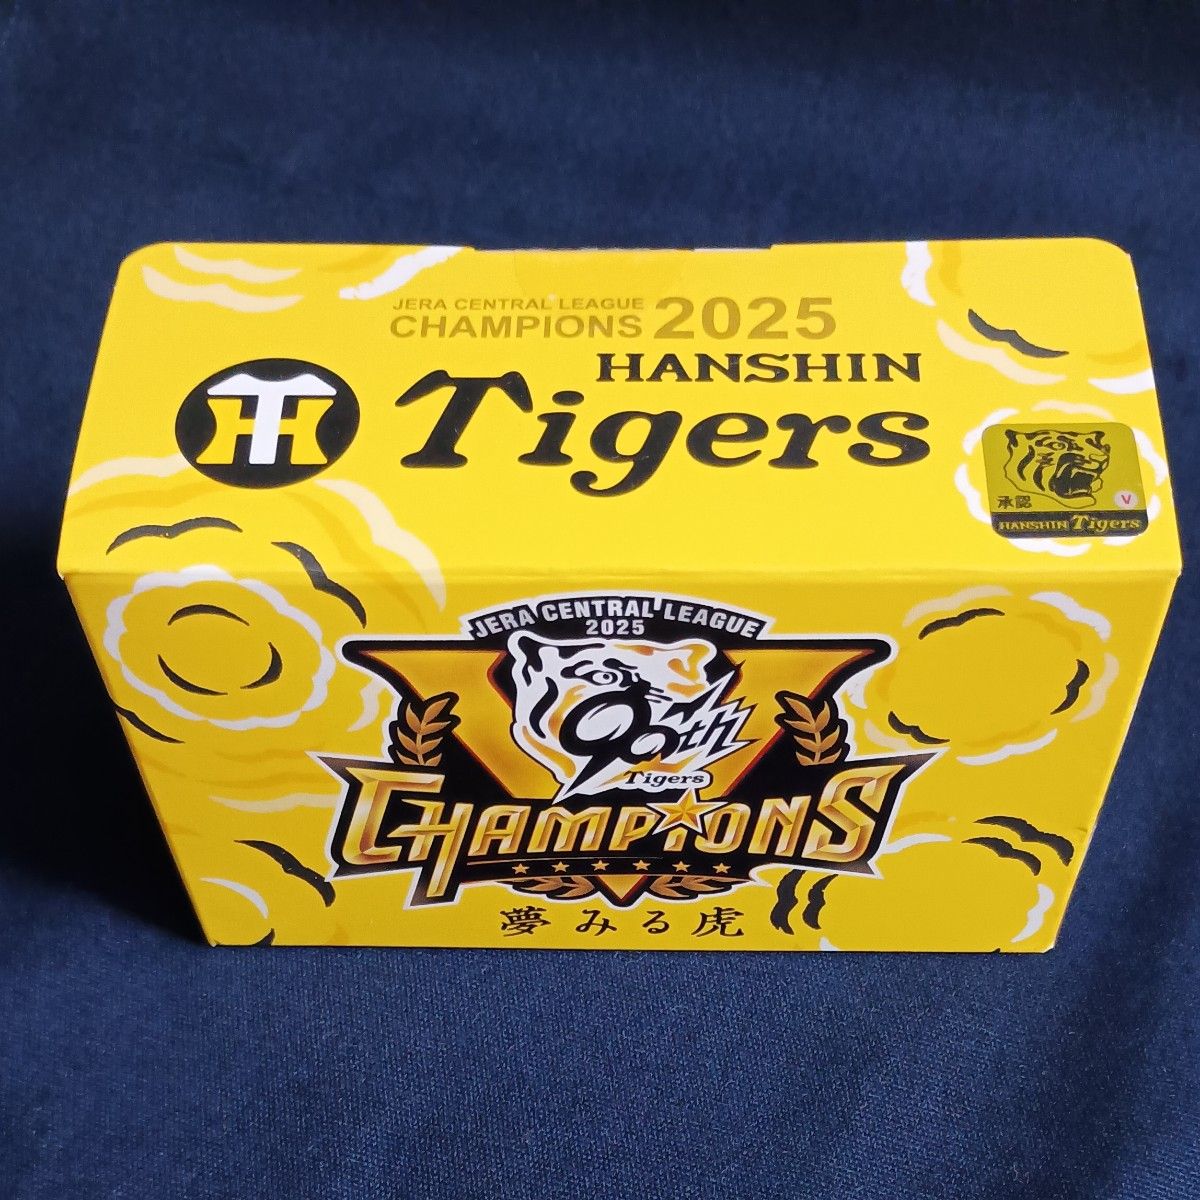 JERA CENTRAL LEAGUE
CHAMPIONS 2025
HANSHIN
Tigers
HT
承認
V
HANSHIN Tigers
JERA CENTRAL LEAGUE
2025
90th
Tigers
CHAMPIONS
夢みる虎